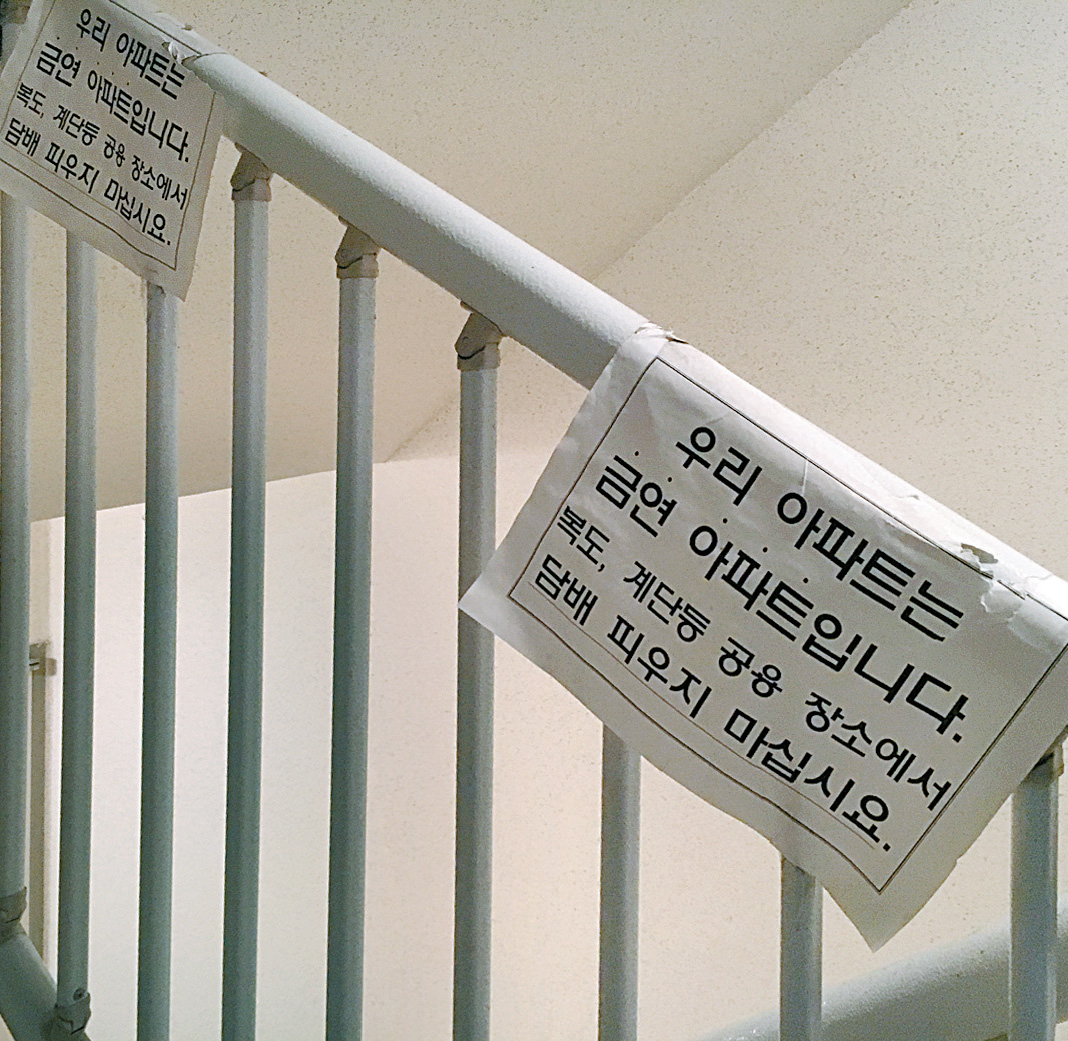 우리 아파트는
금연 아파트입니다.
복도, 계단등 공용 장소에서
담배 피우지 마십시요.
우리 아파트는
금연 아파트입니다.
복도, 계단등 공용 장소에서
담배 피우지 마십시요.